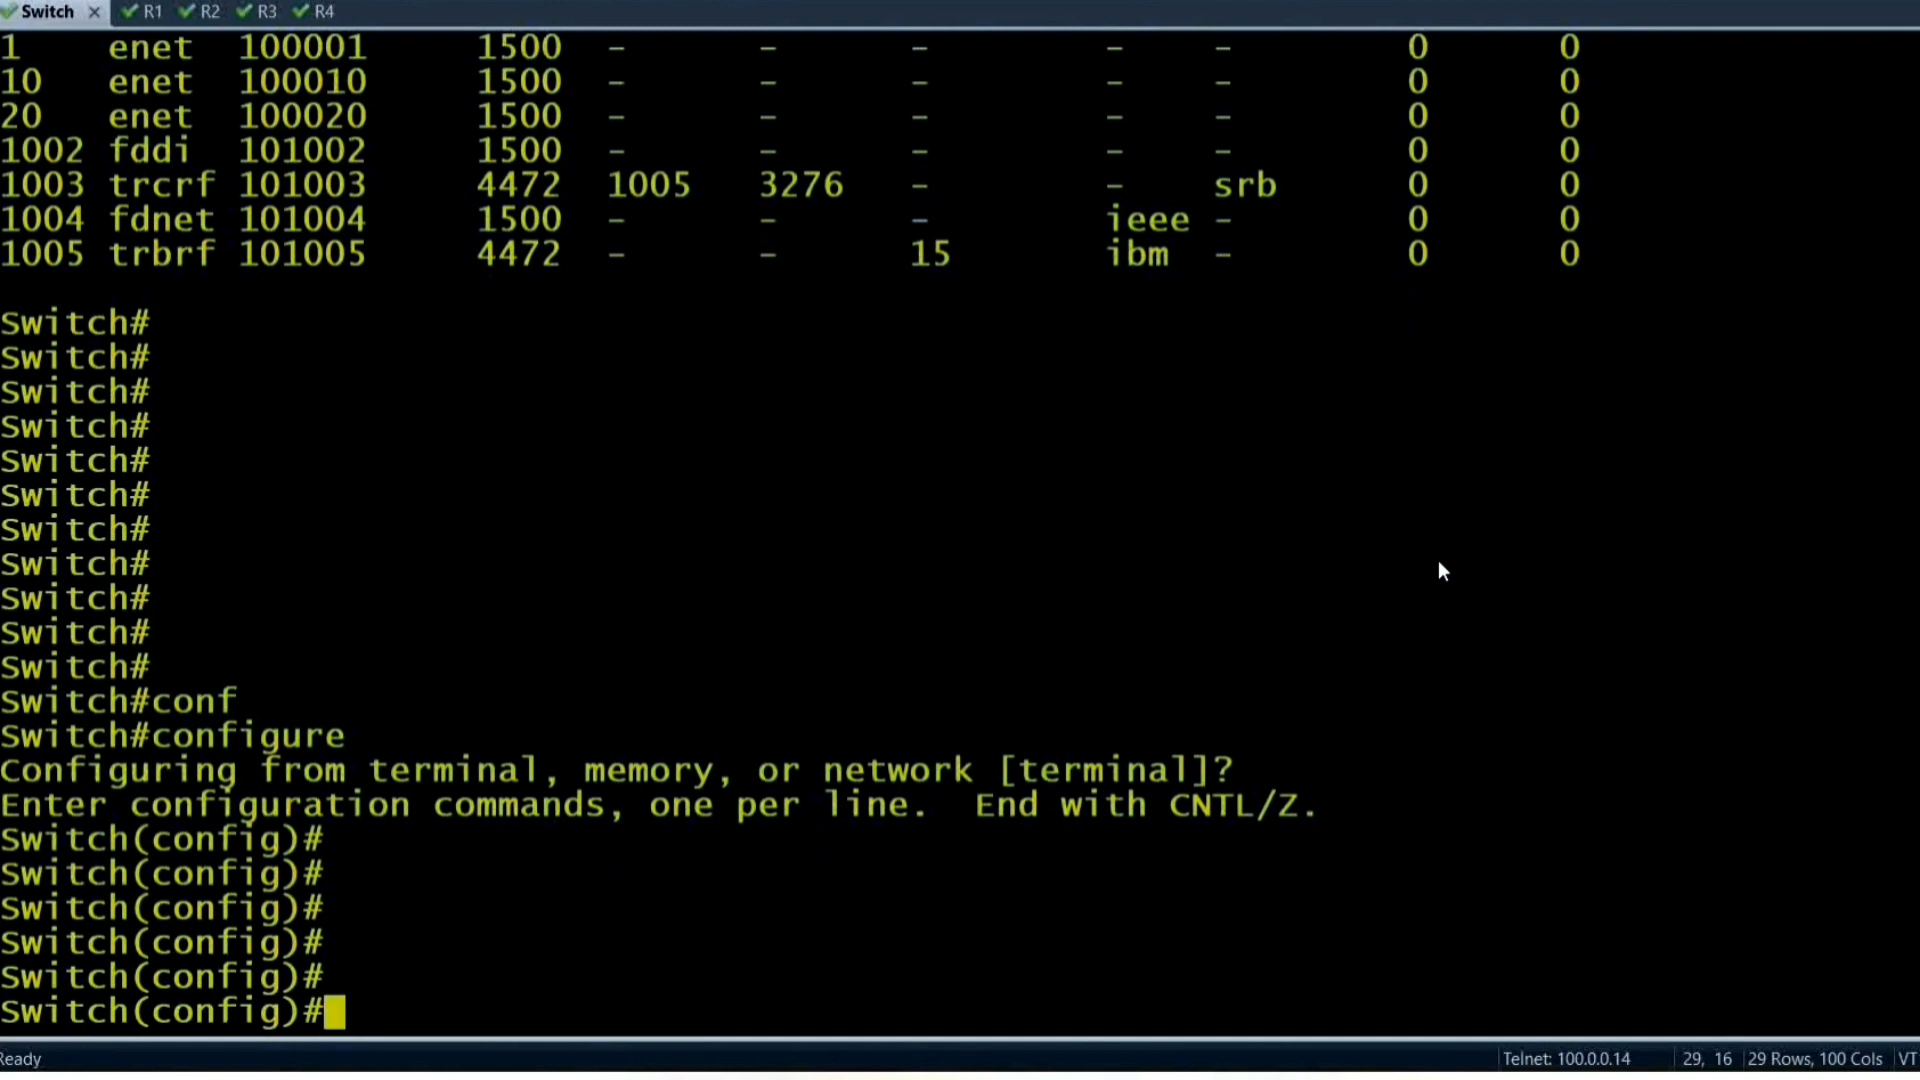 Switch × R1 R2 R3 R4
1 enet 100001 1500 - - - - - 0 0
10 enet 100010 1500 - - - - - 0 0
20 enet 100020 1500 - - - - - 0 0
1002 fddi 101002 1500 - - - - - 0 0
1003 trcrf 101003 4472 1005 3276 - - srb 0 0
1004 fdnet 101004 1500 - - - ieee - 0 0
1005 trbrf 101005 4472 - - 15 ibm - 0 0
Switch#
Switch#
Switch#
Switch#
Switch#
Switch#
Switch#
Switch#
Switch#
Switch#
Switch#
Switch#conf
Switch#configure
Configuring from terminal, memory, or network [terminal]?
Enter configuration commands, one per line.  End with CNTL/Z.
Switch(config)#
Switch(config)#
Switch(config)#
Switch(config)#
Switch(config)#
Switch(config)#
Ready Telnet: 100.0.0.14 29, 16 29 Rows, 100 Cols VT